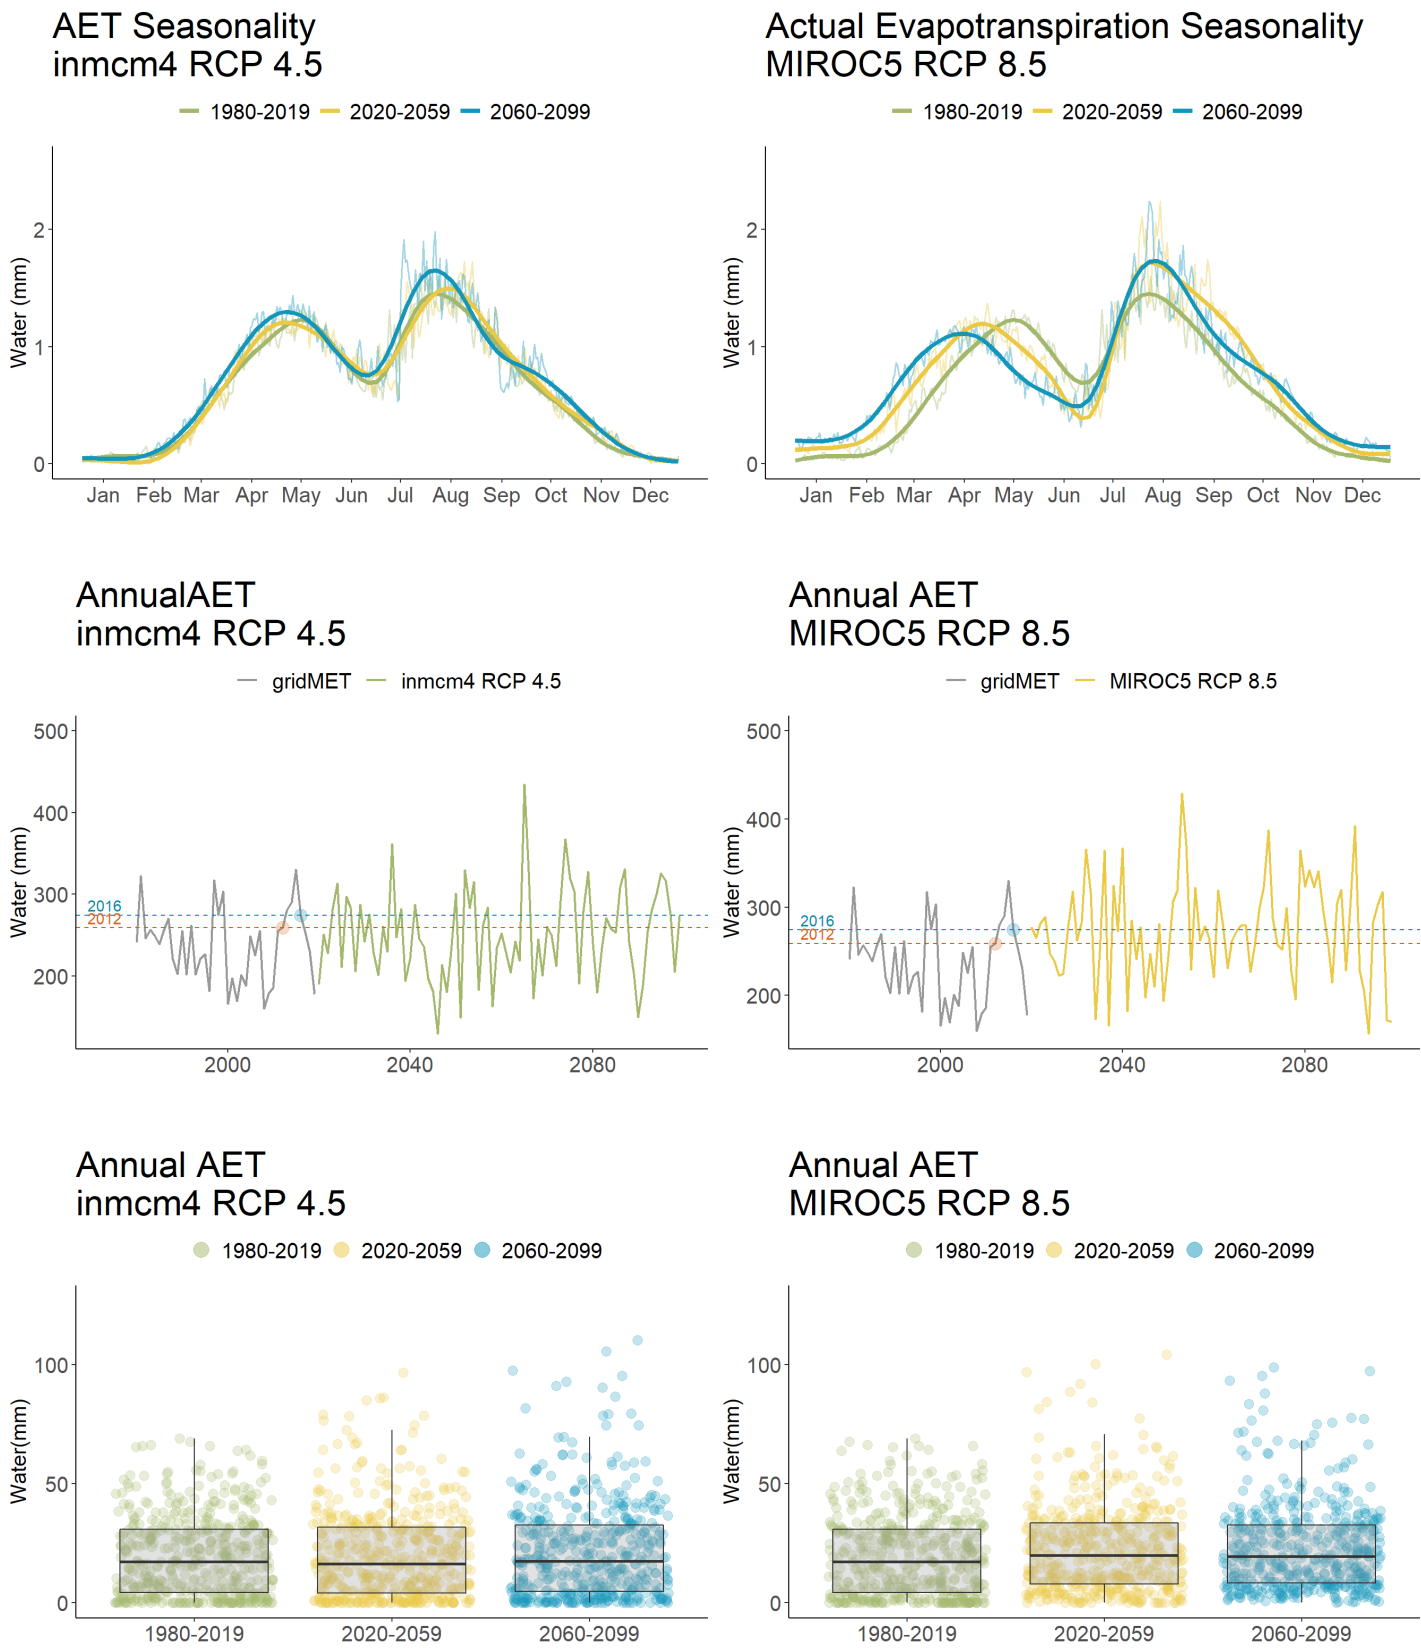 AET Seasonality
inmcm4 RCP 4.5
1980-2019 2020-2059 2060-2099
Water (mm)
2
1
0
Jan Feb Mar Apr May Jun Jul Aug Sep Oct Nov Dec
Actual Evapotranspiration Seasonality
MIROC5 RCP 8.5
1980-2019 2020-2059 2060-2099
Water (mm)
2
1
0
Jan Feb Mar Apr May Jun Jul Aug Sep Oct Nov Dec
AnnualAET
inmcm4 RCP 4.5
gridMET inmcm4 RCP 4.5
Water (mm)
500
400
300
200
2016
2012
2000 2040 2080
Annual AET
MIROC5 RCP 8.5
gridMET MIROC5 RCP 8.5
Water (mm)
500
400
300
200
2016
2012
2000 2040 2080
Annual AET
inmcm4 RCP 4.5
1980-2019 2020-2059 2060-2099
Water(mm)
100
50
0
1980-2019 2020-2059 2060-2099
Annual AET
MIROC5 RCP 8.5
1980-2019 2020-2059 2060-2099
Water(mm)
100
50
0
1980-2019 2020-2059 2060-2099